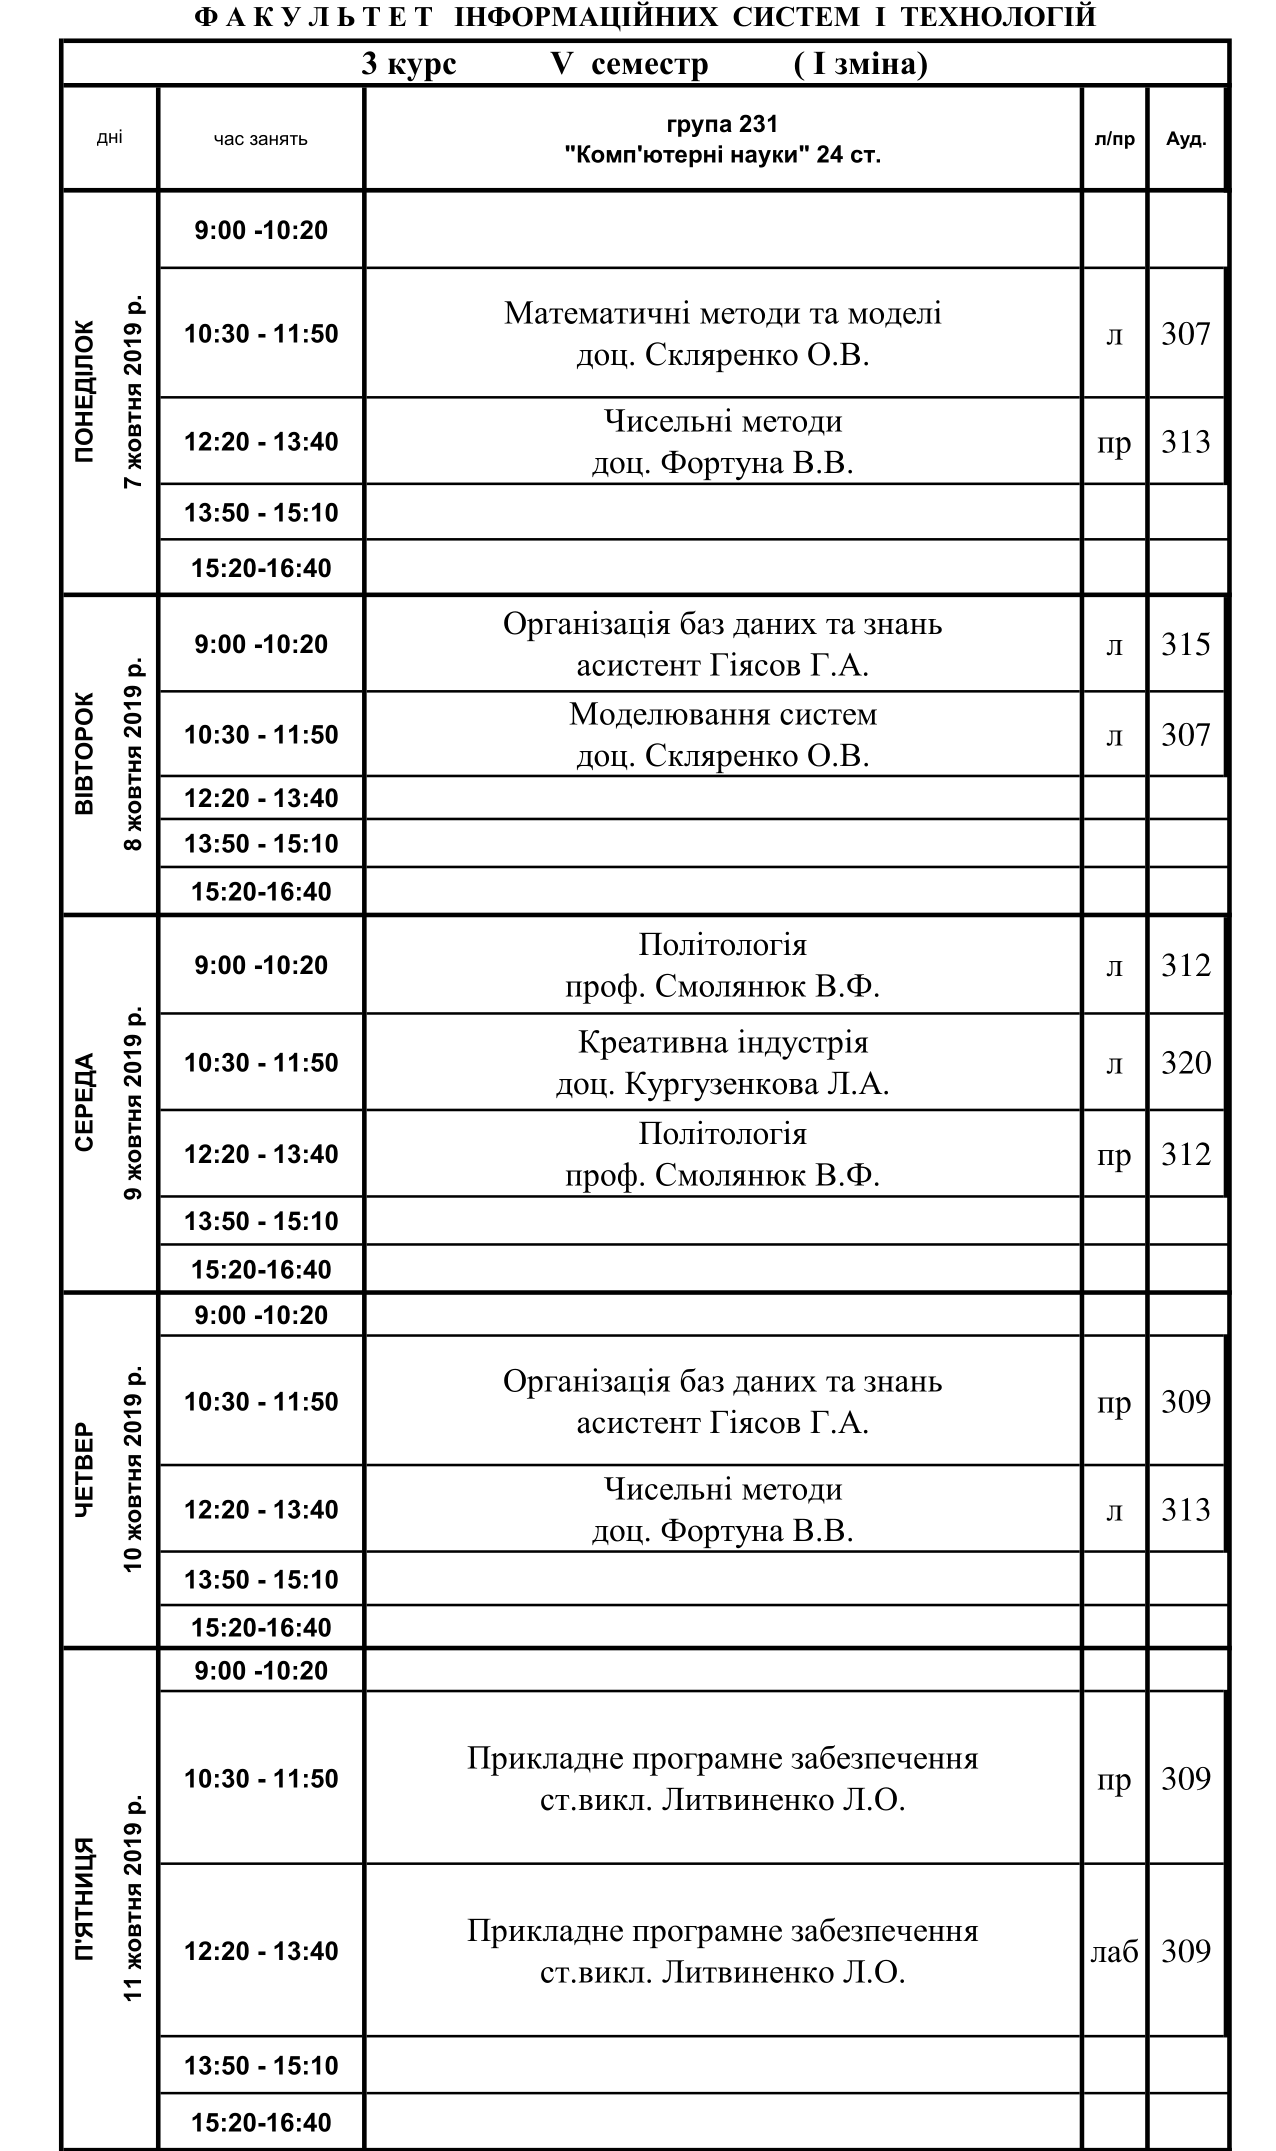 Ф А К У Л Ь Т Е Т ІНФОРМАЦІЙНИХ СИСТЕМ І ТЕХНОЛОГІЙ
3 курс V семестр ( І зміна)
дні
час занять
група 231
"Комп'ютерні науки" 24 ст.
л/пр
Ауд.
ПОНЕДІЛОК
7 жовтня 2019 р.
9:00 -10:20
10:30 - 11:50
Математичні методи та моделі
доц. Скляренко О.В.
л
307
12:20 - 13:40
Чисельні методи
доц. Фортуна В.В.
пр
313
13:50 - 15:10
15:20-16:40
ВІВТОРОК
8 жовтня 2019 р.
9:00 -10:20
Організація баз даних та знань
асистент Гіясов Г.А.
л
315
10:30 - 11:50
Моделювання систем
доц. Скляренко О.В.
л
307
12:20 - 13:40
13:50 - 15:10
15:20-16:40
СЕРЕДА
9 жовтня 2019 р.
9:00 -10:20
Політологія
проф. Смолянюк В.Ф.
л
312
10:30 - 11:50
Креативна індустрія
доц. Кургузенкова Л.А.
л
320
12:20 - 13:40
Політологія
проф. Смолянюк В.Ф.
пр
312
13:50 - 15:10
15:20-16:40
ЧЕТВЕР
10 жовтня 2019 р.
9:00 -10:20
10:30 - 11:50
Організація баз даних та знань
асистент Гіясов Г.А.
пр
309
12:20 - 13:40
Чисельні методи
доц. Фортуна В.В.
л
313
13:50 - 15:10
15:20-16:40
П'ЯТНИЦЯ
11 жовтня 2019 р.
9:00 -10:20
10:30 - 11:50
Прикладне програмне забезпечення
ст.викл. Литвиненко Л.О.
пр
309
12:20 - 13:40
Прикладне програмне забезпечення
ст.викл. Литвиненко Л.О.
лаб
309
13:50 - 15:10
15:20-16:40